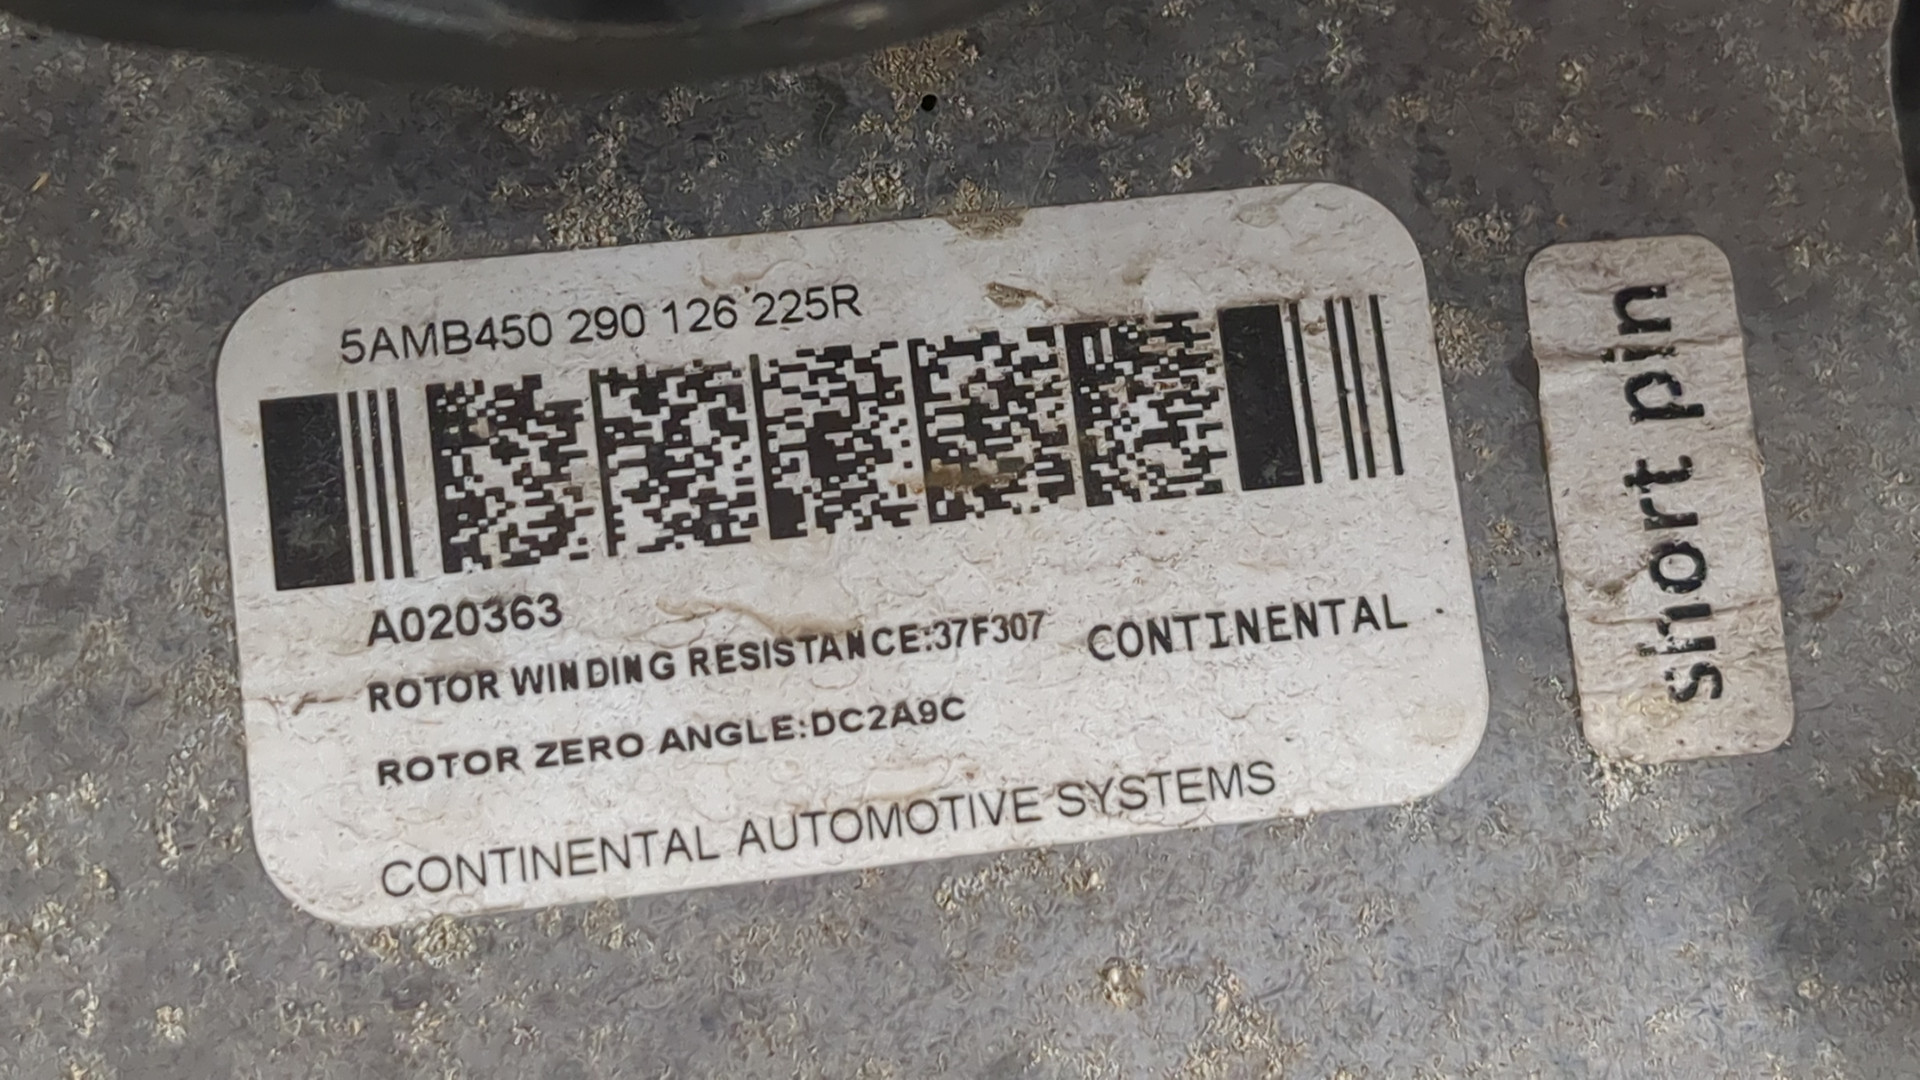 5AMB450 290 126 225R
A020363
ROTOR WINDING RESISTANCE:37F307
CONTINENTAL
ROTOR ZERO ANGLE:DC2A9C
CONTINENTAL AUTOMOTIVE SYSTEMS
short pin